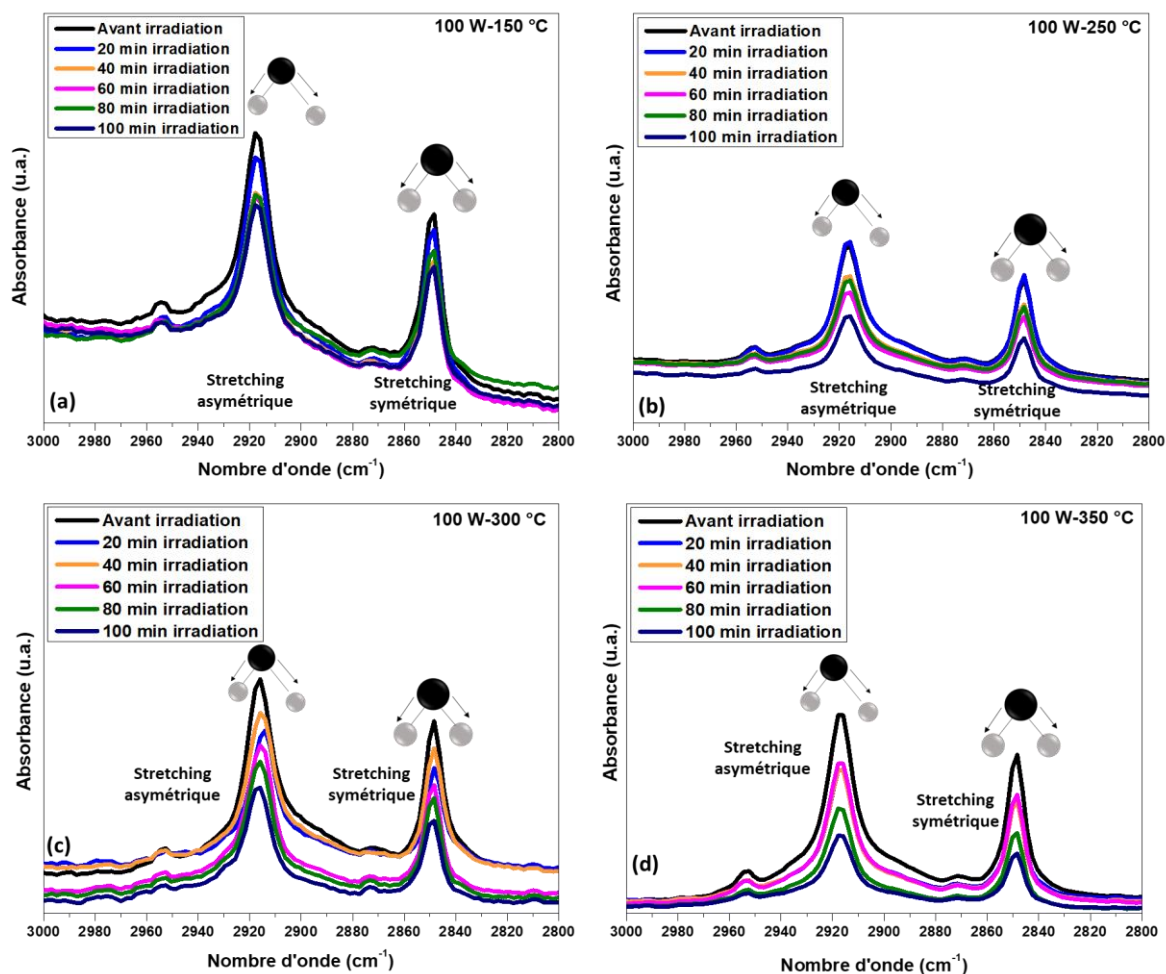 100 W-150 °C
Avant irradiation
20 min irradiation
40 min irradiation
60 min irradiation
80 min irradiation
100 min irradiation
Absorbance (u.a.)
Stretching
asymétrique
Stretching
symétrique
(a)
3000 2980 2960 2940 2920 2900 2880 2860 2840 2820 2800
Nombre d'onde (cm⁻¹)
100 W-250 °C
Avant irradiation
20 min irradiation
40 min irradiation
60 min irradiation
80 min irradiation
100 min irradiation
Absorbance (u.a.)
Stretching
asymétrique
Stretching
symétrique
(b)
3000 2980 2960 2940 2920 2900 2880 2860 2840 2820 2800
Nombre d'onde (cm⁻¹)
100 W-300 °C
Avant irradiation
20 min irradiation
40 min irradiation
60 min irradiation
80 min irradiation
100 min irradiation
Absorbance (u.a.)
Stretching
asymétrique
Stretching
symétrique
(c)
3000 2980 2960 2940 2920 2900 2880 2860 2840 2820 2800
Nombre d'onde (cm⁻¹)
100 W-350 °C
Avant irradiation
20 min irradiation
40 min irradiation
60 min irradiation
80 min irradiation
100 min irradiation
Absorbance (u.a.)
Stretching
asymétrique
Stretching
symétrique
(d)
3000 2980 2960 2940 2920 2900 2880 2860 2840 2820 2800
Nombre d'onde (cm⁻¹)